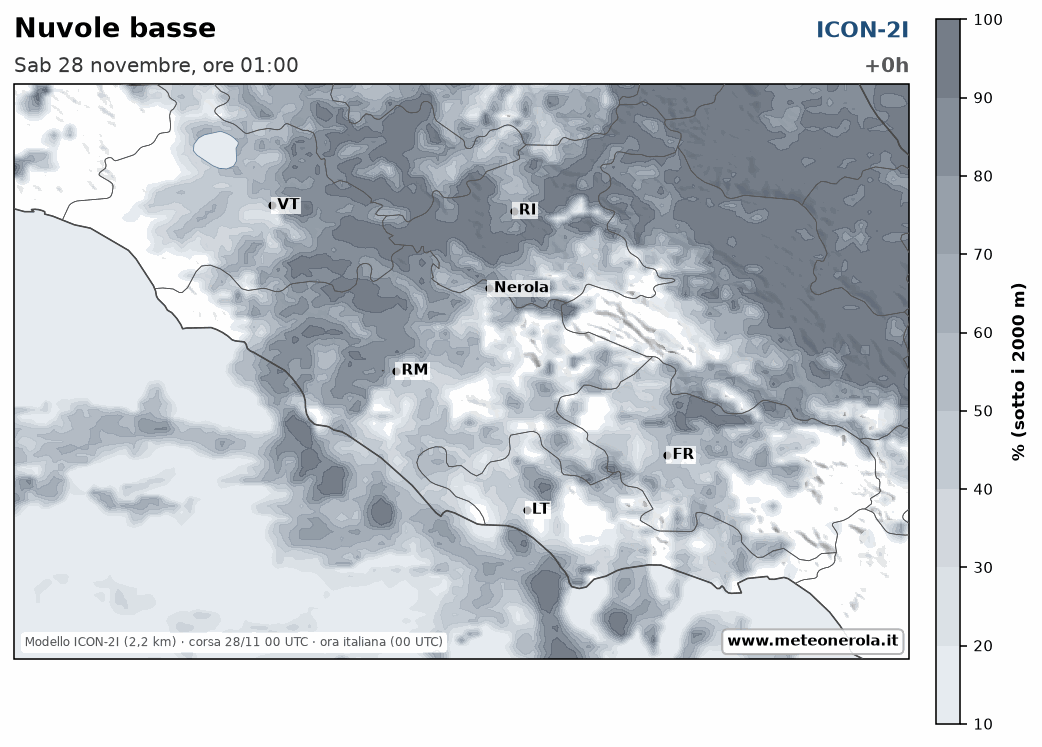 Nuvole basse
ICON-2I
Sab 28 novembre, ore 01:00
+0h
VT
RI
Nerola
RM
FR
LT
Modello ICON-2I (2,2 km) · corsa 28/11 00 UTC · ora italiana (00 UTC)
www.meteonerola.it
100
90
80
70
60
50
40
30
20
10
% (sotto i 2000 m)